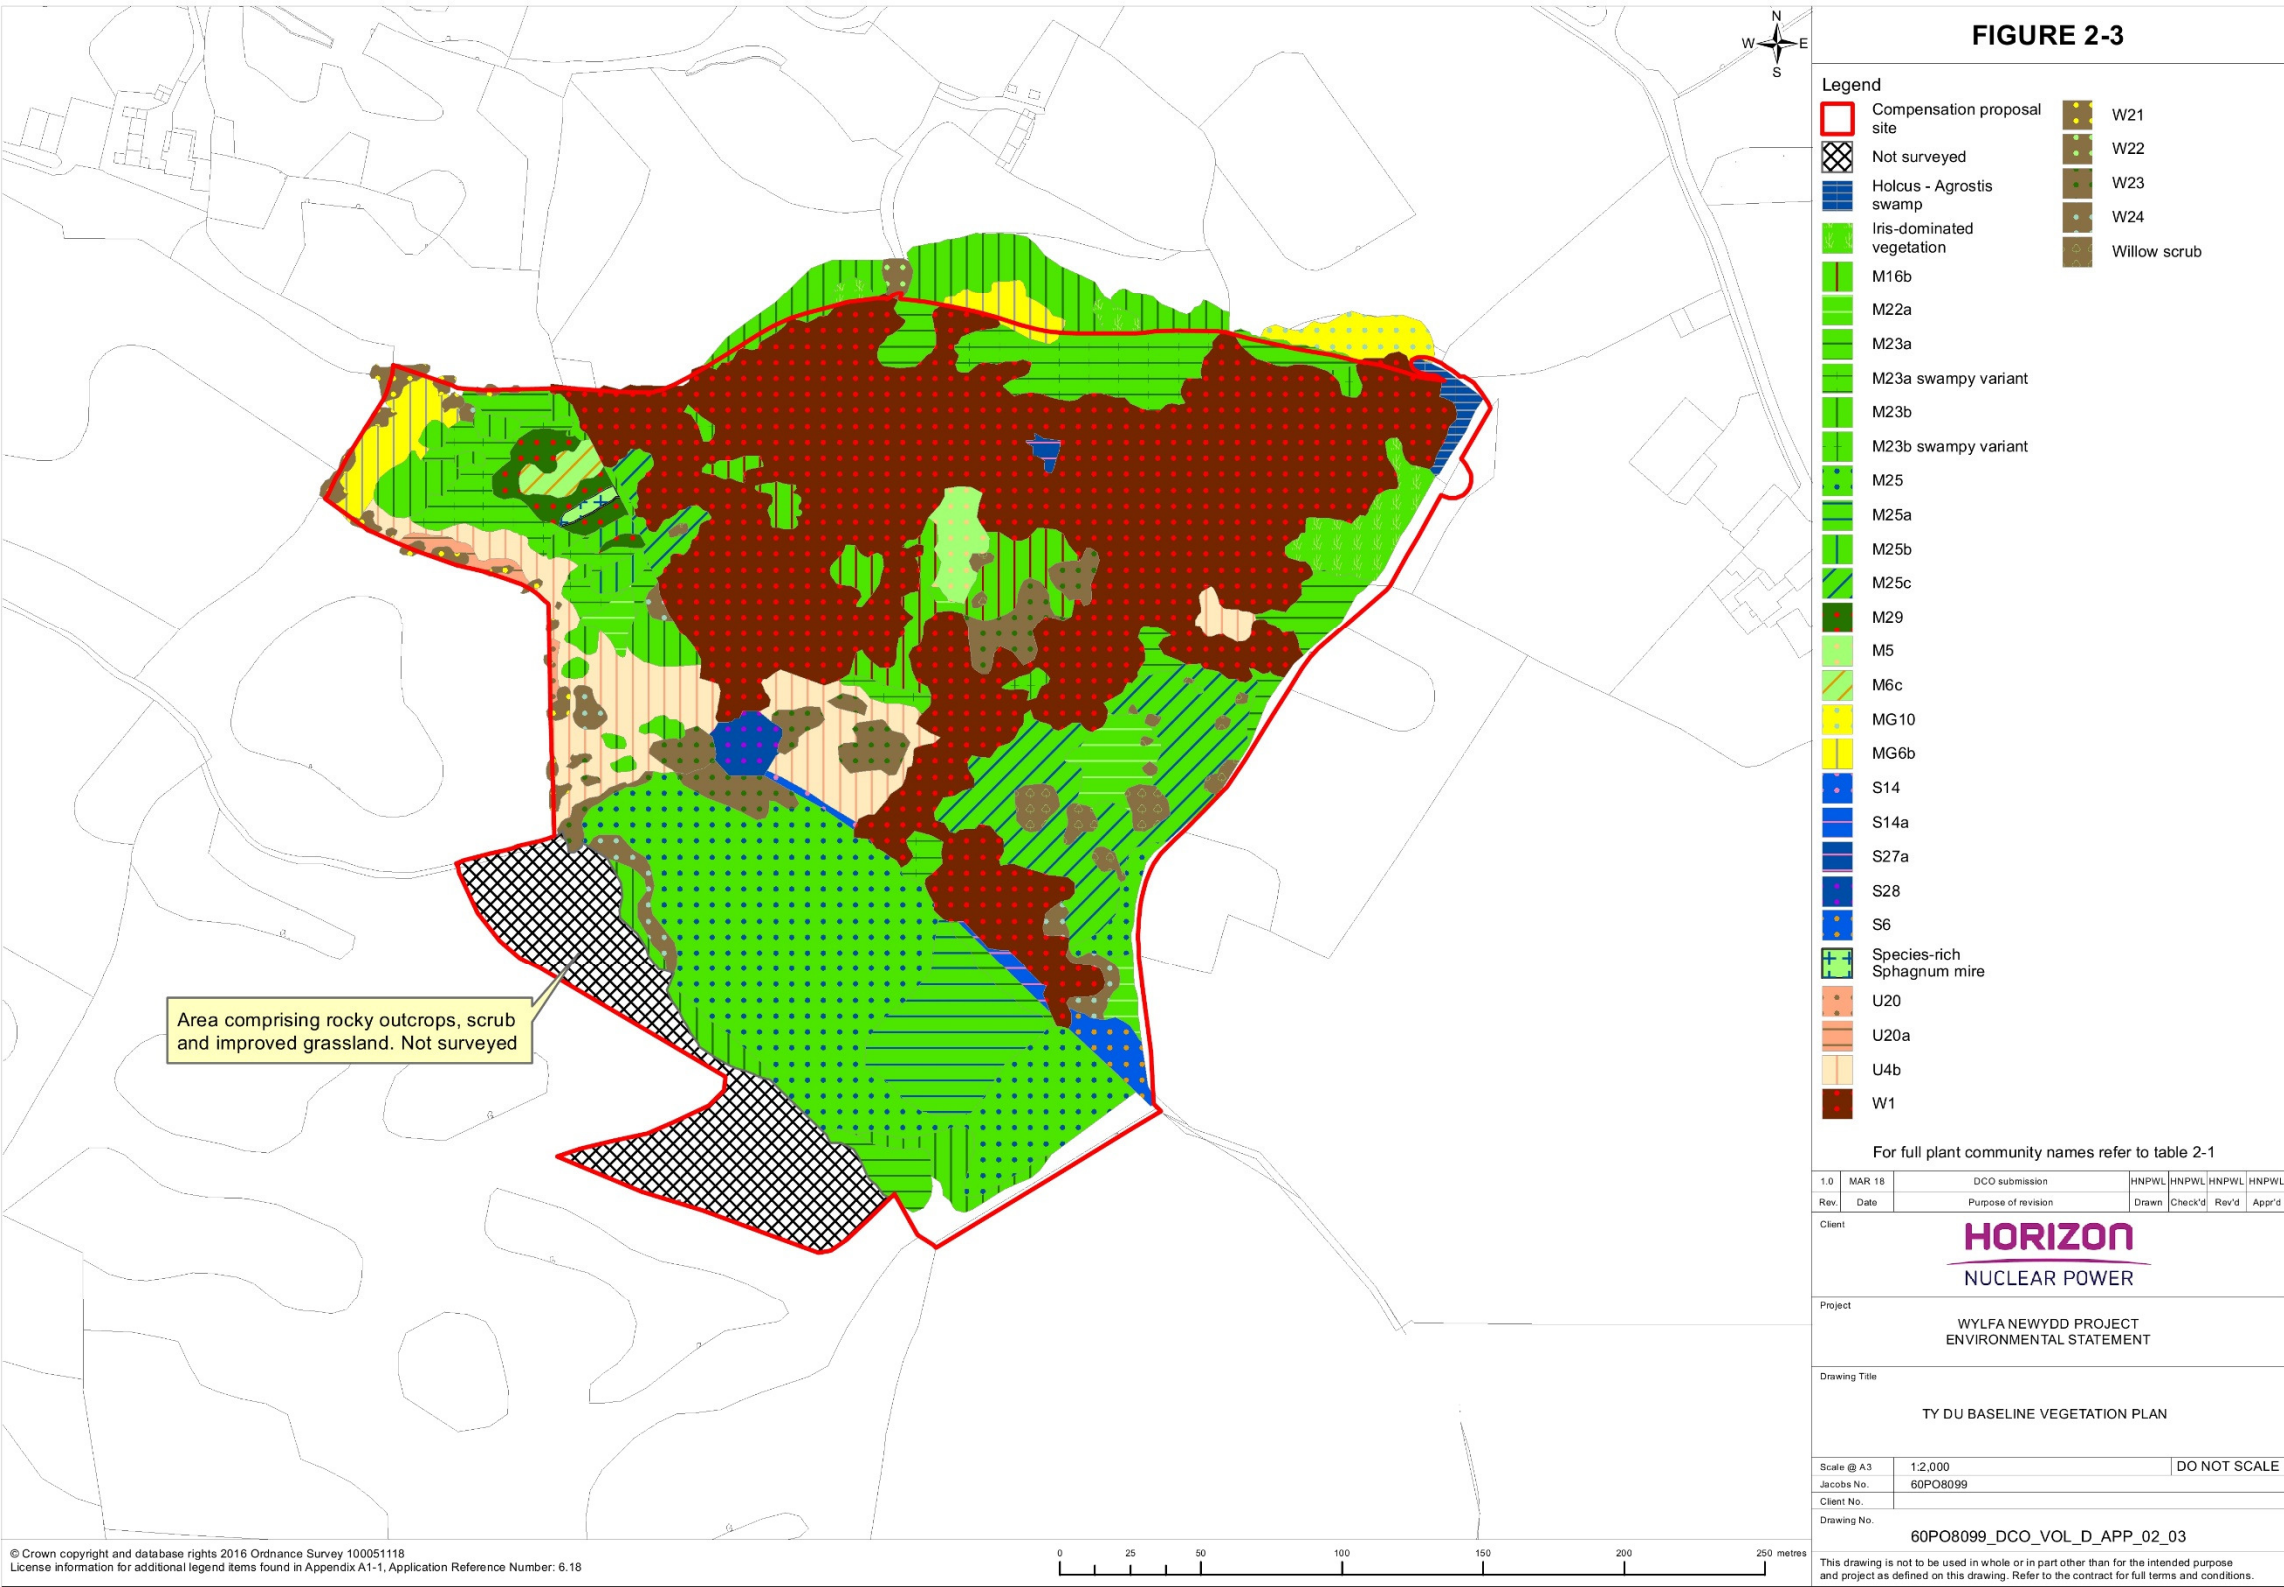 N
W
E
S
FIGURE 2-3
Legend
Compensation proposal
site
Not surveyed
Holcus - Agrostis
swamp
Iris-dominated
vegetation
M16b
M22a
M23a
M23a swampy variant
M23b
M23b swampy variant
M25
M25a
M25b
M25c
M29
M5
M6c
MG10
MG6b
S14
S14a
S27a
S28
S6
Species-rich
Sphagnum mire
U20
U20a
U4b
W1
W21
W22
W23
W24
Willow scrub
Area comprising rocky outcrops, scrub
and improved grassland. Not surveyed
For full plant community names refer to table 2-1
1.0 MAR 18 DCO submission HNPWL HNPWL HNPWL HNPWL
Rev. Date Purpose of revision Drawn Check'd Rev'd Appr'd
Client
HORIZON
NUCLEAR POWER
Project
WYLFA NEWYDD PROJECT
ENVIRONMENTAL STATEMENT
Drawing Title
TY DU BASELINE VEGETATION PLAN
Scale @ A3 1:2,000 DO NOT SCALE
Jacobs No. 60PO8099
Client No.
Drawing No.
60PO8099_DCO_VOL_D_APP_02_03
This drawing is not to be used in whole or in part other than for the intended purpose
and project as defined on this drawing. Refer to the contract for full terms and conditions.
© Crown copyright and database rights 2016 Ordnance Survey 100051118
License information for additional legend items found in Appendix A1-1, Application Reference Number: 6.18
0 25 50 100 150 200 250 metres